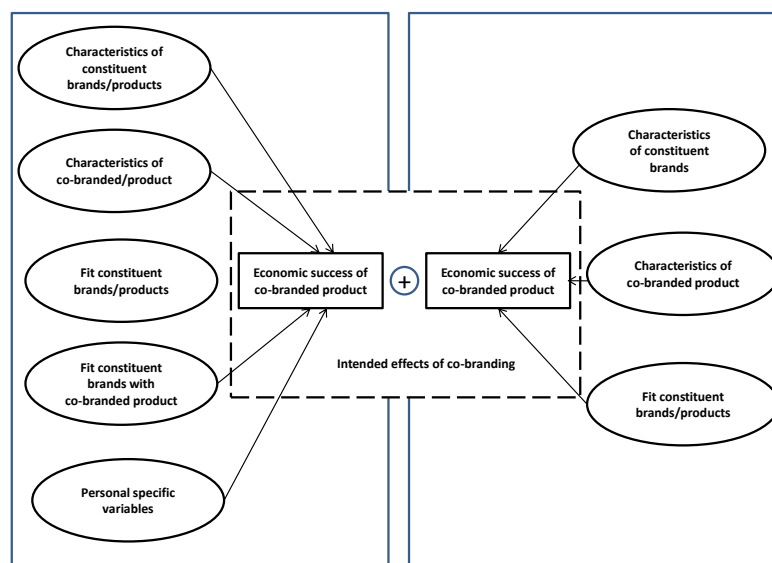 Characteristics of
constituent
brands/products
Characteristics of
co-branded/product
Fit constituent
brands/products
Fit constituent
brands with
co-branded product
Personal specific
variables
Economic success of
co-branded product
+
Economic success of
co-branded product
Intended effects of co-branding
Characteristics
of constituent
brands
Characteristics of
co-branded product
Fit constituent
brands/products